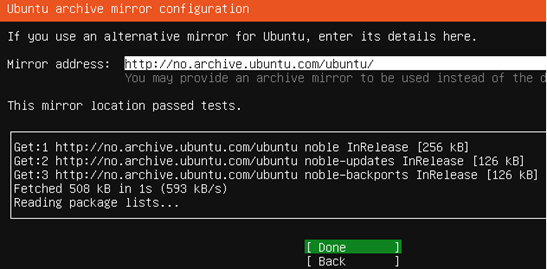 Ubuntu archive mirror configuration
If you use an alternative mirror for Ubuntu, enter its details here.
Mirror address: http://no.archive.ubuntu.com/ubuntu/
You may provide an archive mirror to be used instead of the d
This mirror location passed tests.
Get:1 http://no.archive.ubuntu.com/ubuntu noble InRelease [256 kB]
Get:2 http://no.archive.ubuntu.com/ubuntu noble-updates InRelease [126 kB]
Get:3 http://no.archive.ubuntu.com/ubuntu noble-backports InRelease [126 kB]
Fetched 508 kB in 1s (593 kB/s)
Reading package lists...
[ Done ]
[ Back ]